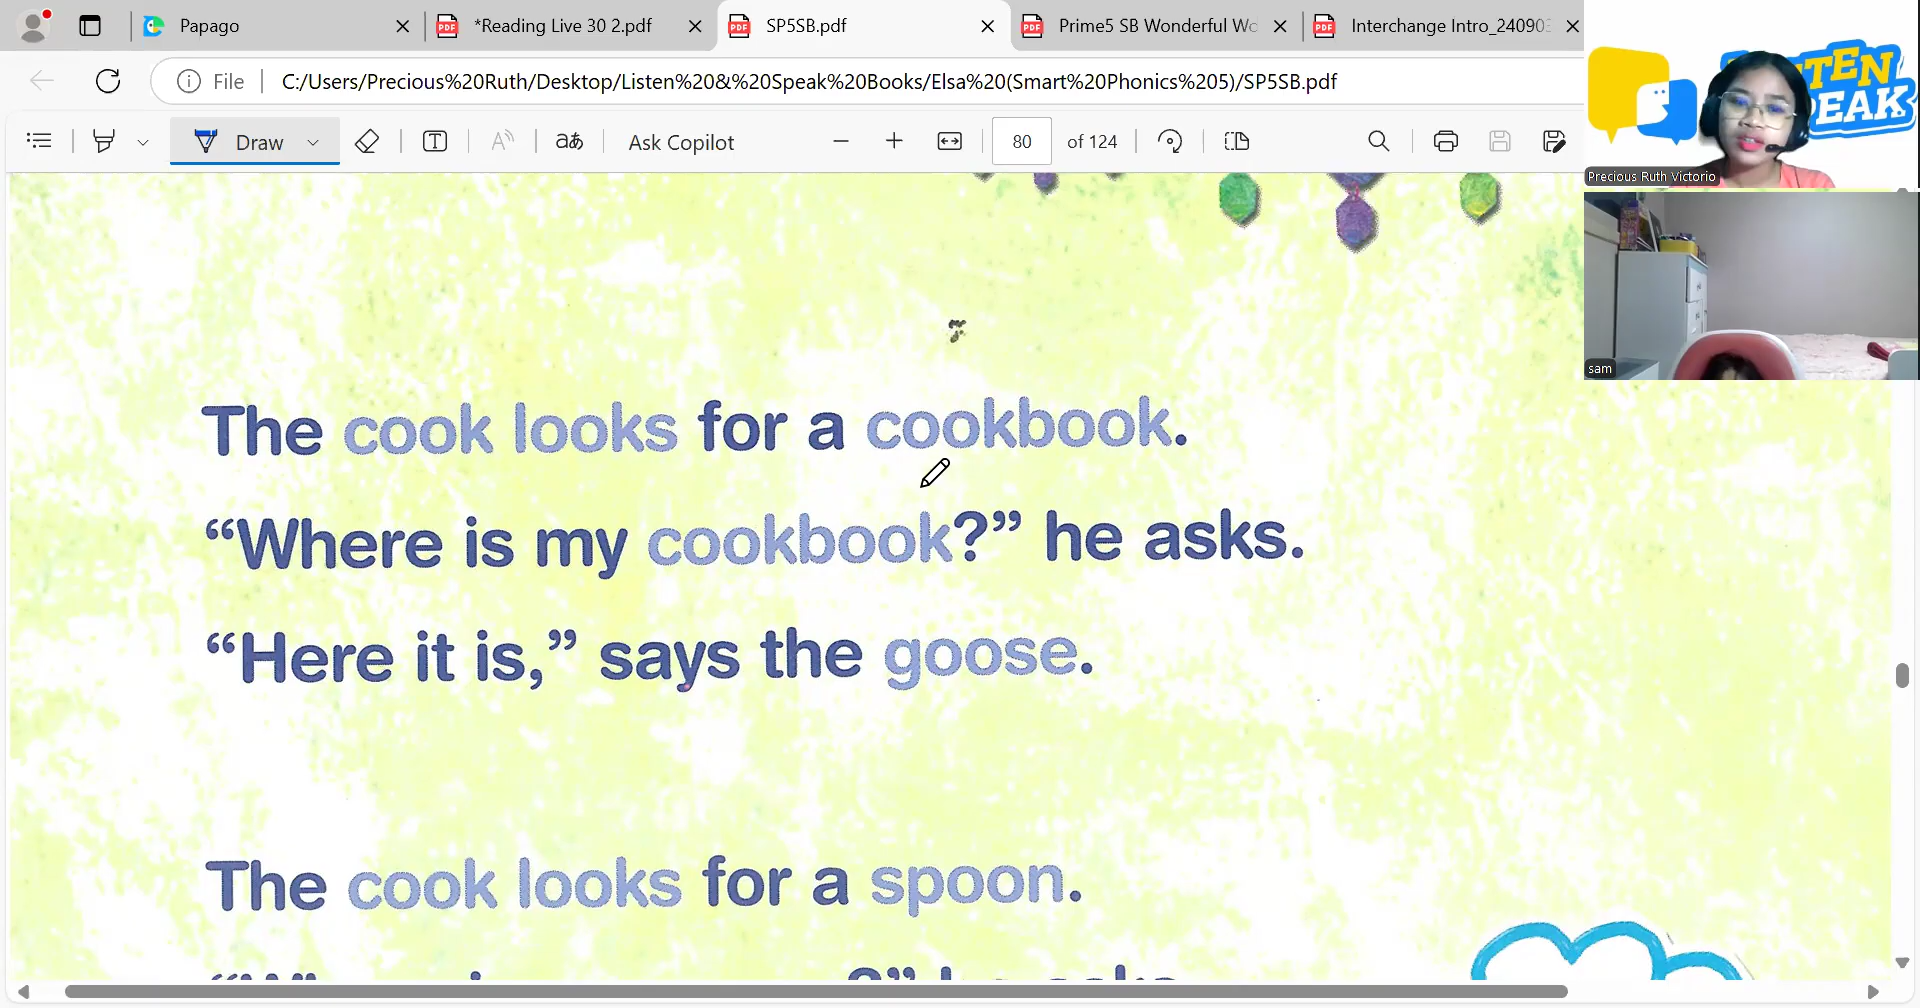 Papago
*Reading Live 30 2.pdf
SP5SB.pdf
Prime5 SB Wonderful Wo
Interchange Intro_24090
File
C:/Users/Precious%20Ruth/Desktop/Listen%20&%20Speak%20Books/Elsa%20(Smart%20Phonics%205)/SP5SB.pdf
Draw
Ask Copilot
80 of 124
Precious Ruth Victorio
sam
The cook looks for a cookbook.
“Where is my cookbook?” he asks.
“Here it is,” says the goose.
The cook looks for a spoon.